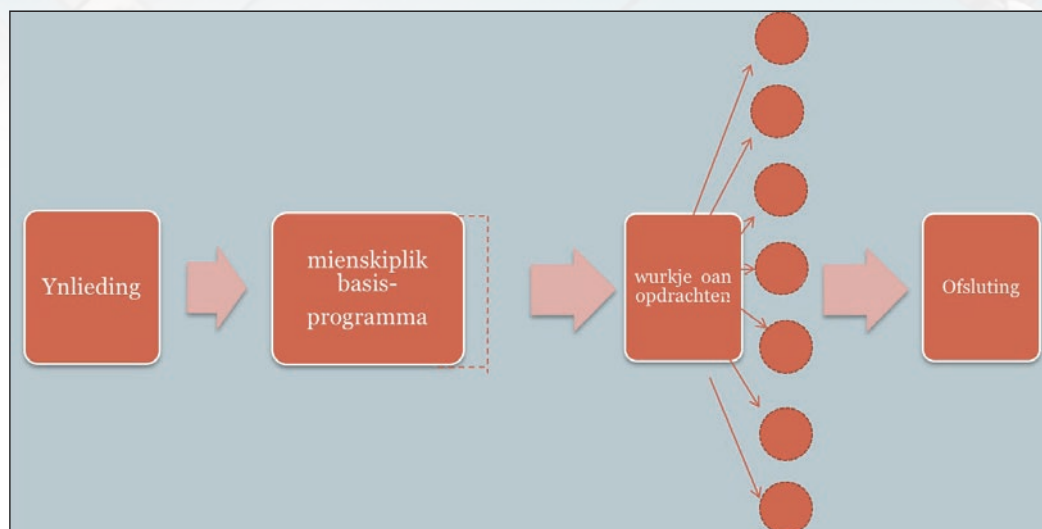 Ynlieding
mienskiplik
basis-
programma
wurkje oan
opdrachten
Ofsluting